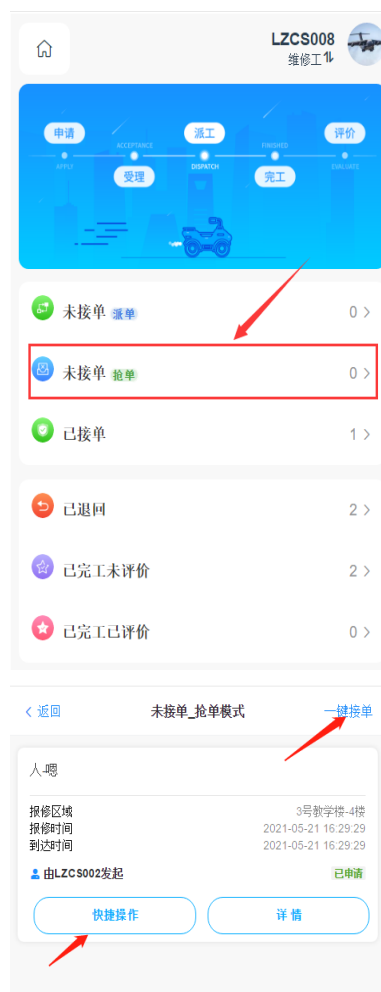 LZCS008
维修工
申请
派工
评价
APPLY
ACCEPTANCE
DISPATCH
FINISHED
EVALUATE
受理
完工
未接单 派单 0
未接单 抢单 0
已接单 1
已退回 2
已完工未评价 2
已完工已评价 0
返回 未接单_抢单模式 一键接单
人-嗯
报修区域 3号教学楼-4楼
报修时间 2021-05-21 16:29:29
到达时间 2021-05-21 16:29:29
由LZCS002发起 已申请
快捷操作 详情